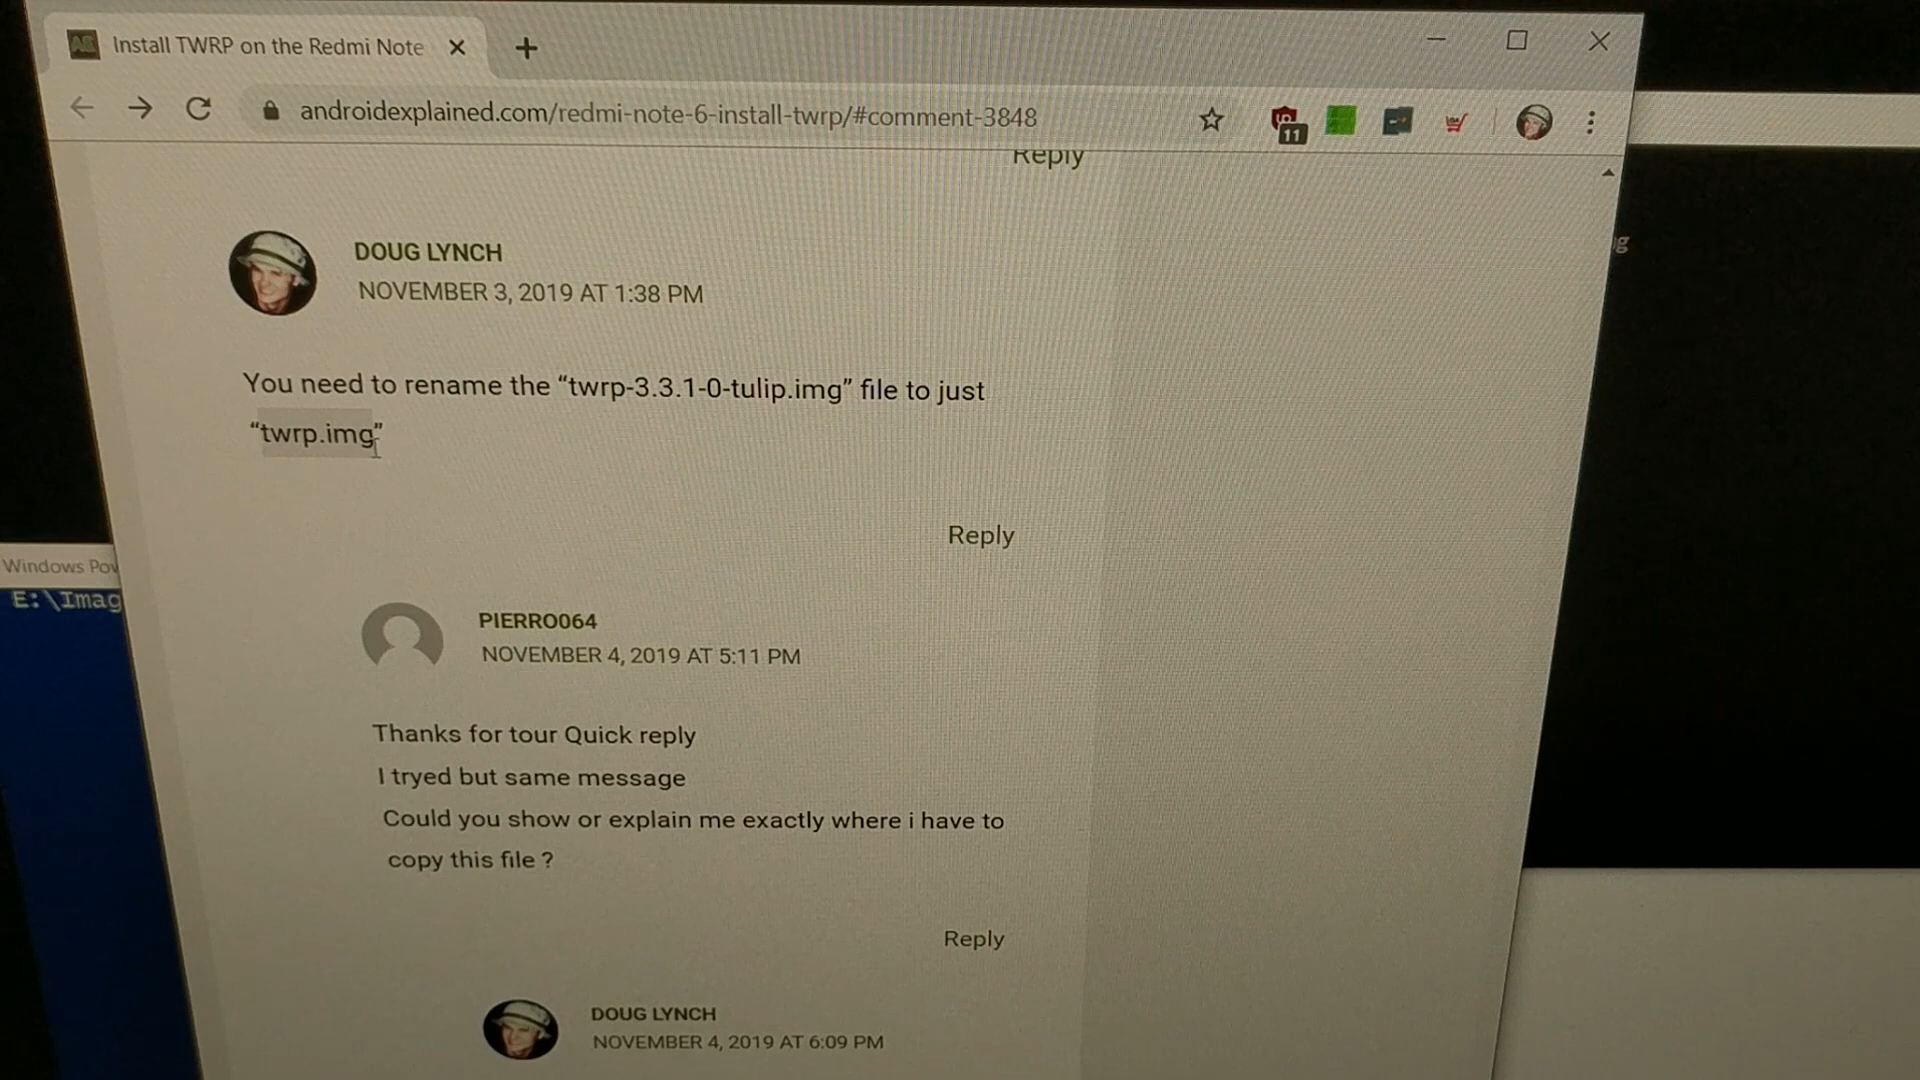 Install TWRP on the Redmi Note
androidexplained.com/redmi-note-6-install-twrp/#comment-3848
11
Reply
DOUG LYNCH
NOVEMBER 3, 2019 AT 1:38 PM
You need to rename the “twrp-3.3.1-0-tulip.img” file to just
“twrp.img”
Reply
Windows Pow
E:\Imag
PIERRO064
NOVEMBER 4, 2019 AT 5:11 PM
Thanks for tour Quick reply
I tryed but same message
Could you show or explain me exactly where i have to
copy this file ?
Reply
DOUG LYNCH
NOVEMBER 4, 2019 AT 6:09 PM